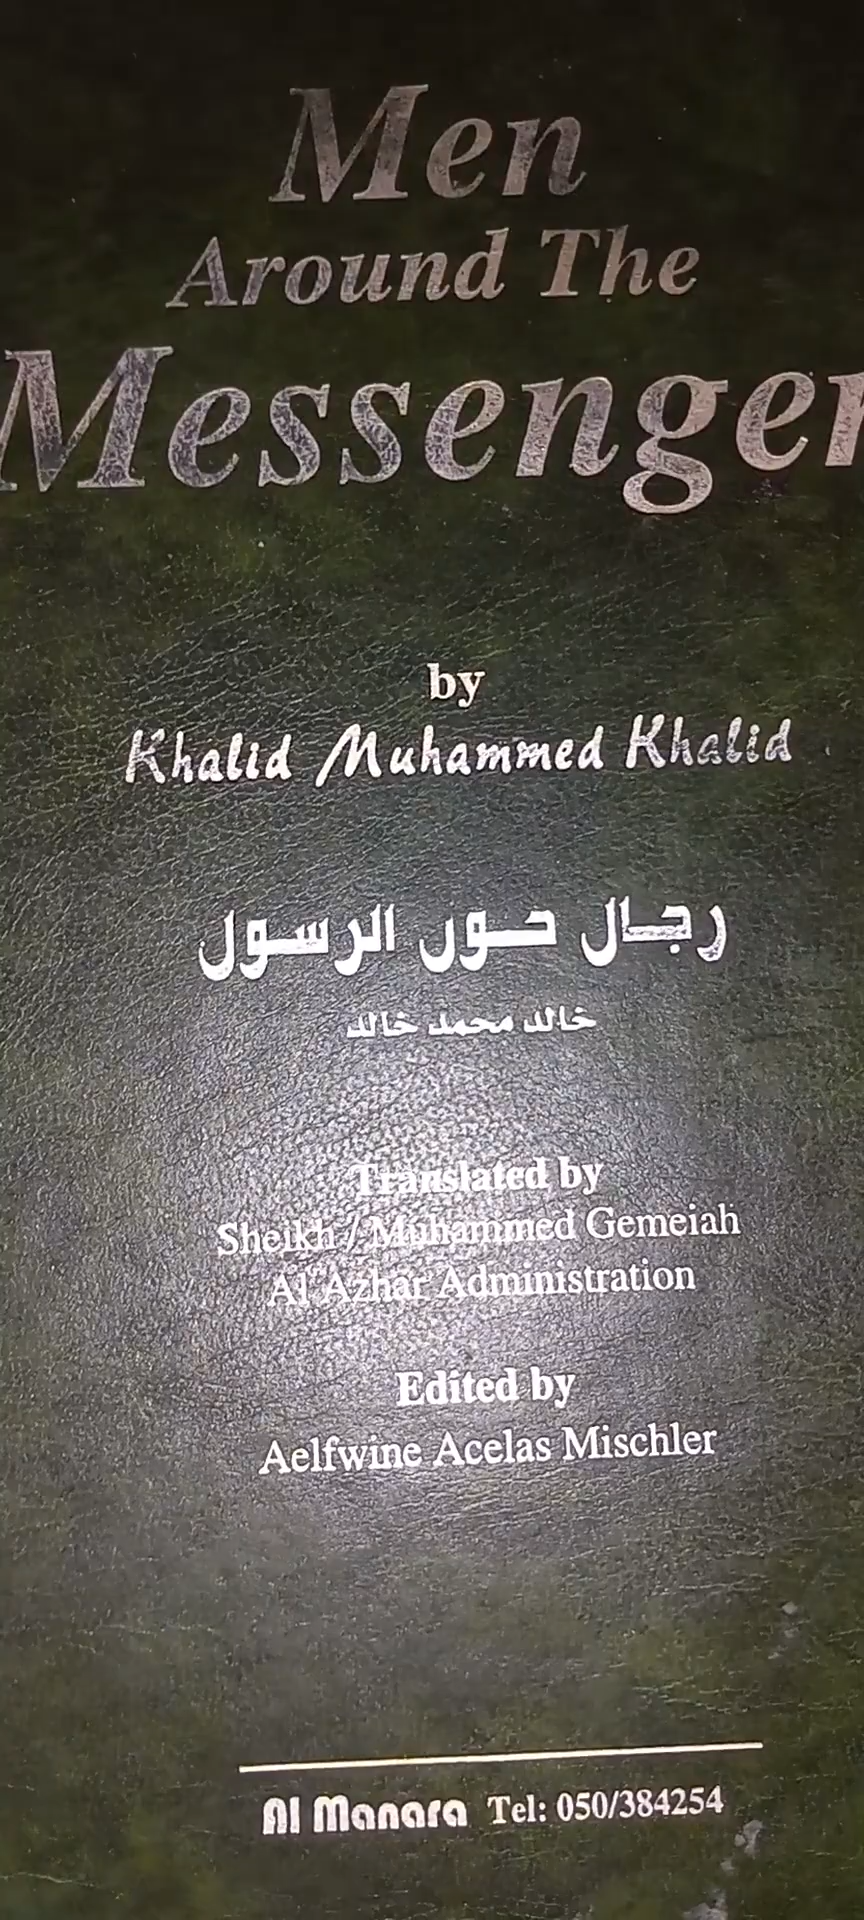 Men
Around The
Messenger
by
Khalid Muhammed Khalid
رجال حول الرسول
خالد محمد خالد
Translated by
Sheikh / Muhammed Gemeiah
Al Azhar Administration
Edited by
Aelfwine Acelas Mischler
Al Manara Tel: 050/384254